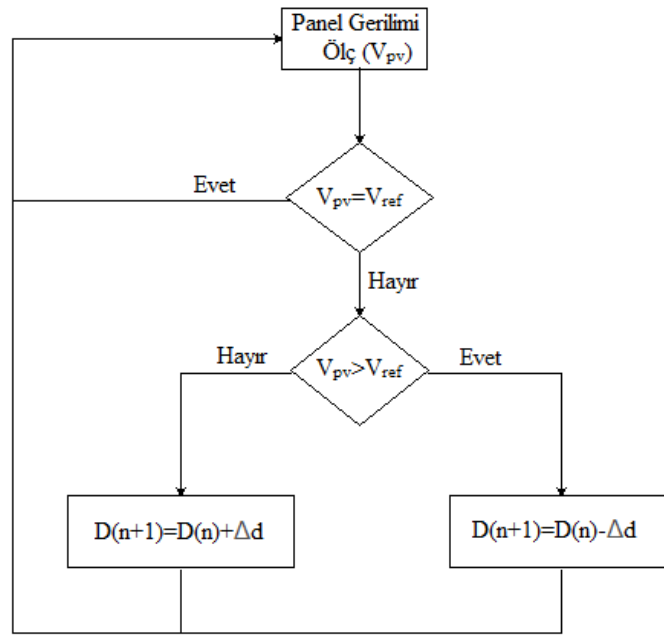 Panel Gerilimi
Ölç (Vpv)
Evet
Vpv=Vref
Hayır
Hayır
Vpv>Vref
Evet
D(n+1)=D(n)+Δd
D(n+1)=D(n)-Δd